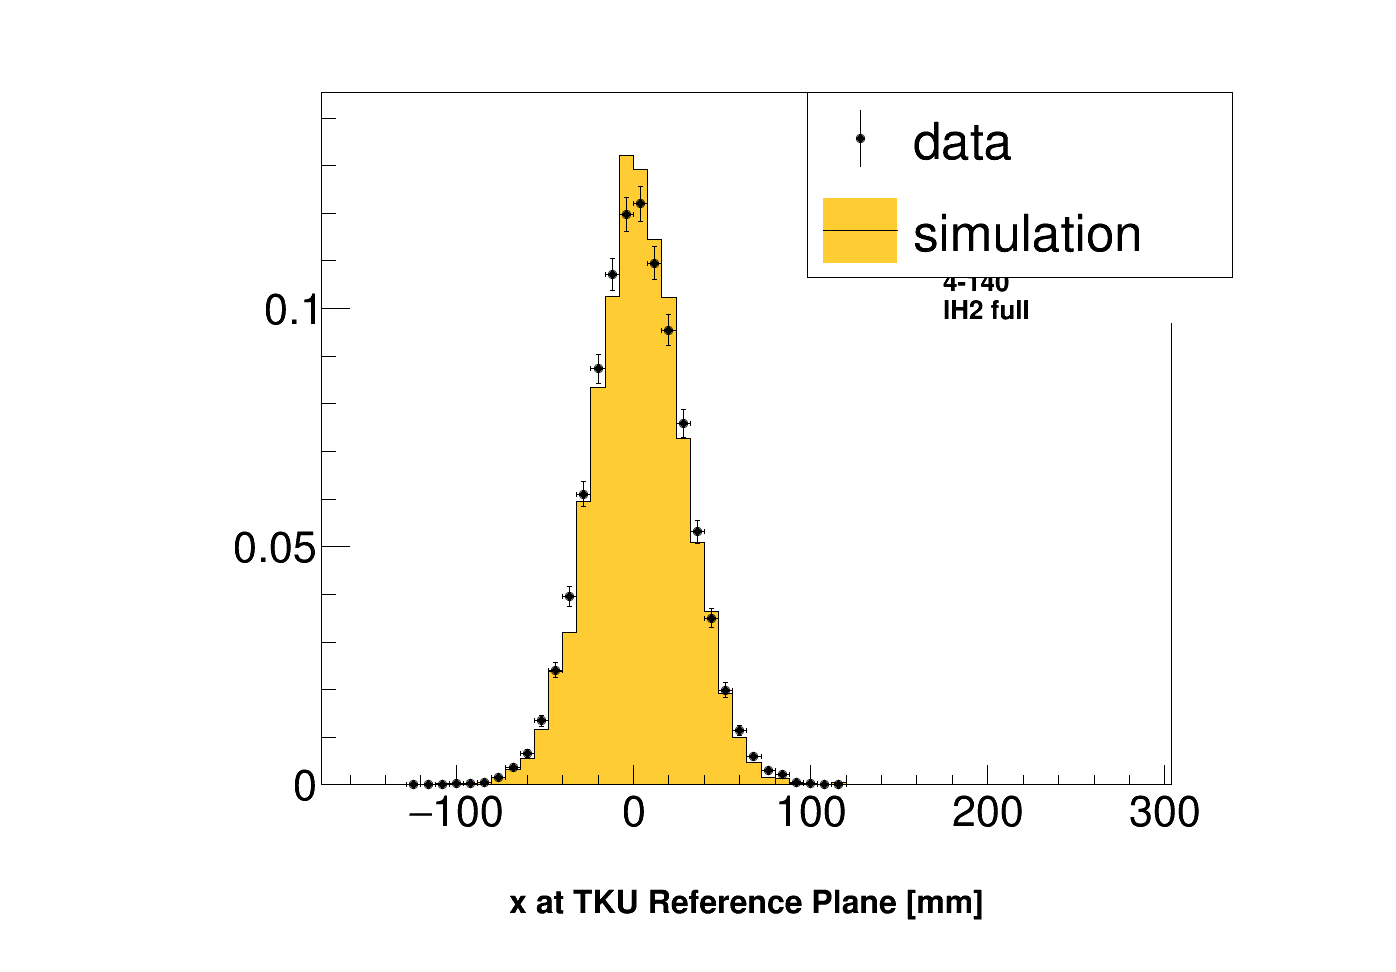 data
simulation
4-140
IH2 full
0.1
0.05
0
−100
0
100
200
300
x at TKU Reference Plane [mm]